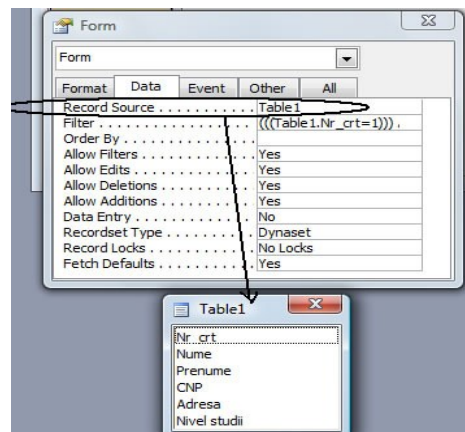 Form
Form
Format Data Event Other All
Record Source . . . . . . . . . . . Table1
Filter . . . . . . . . . . . . . . . . . . (((Table1.Nr_crt=1))) .
Order By . . . . . . . . . . . . . . .
Allow Filters . . . . . . . . . . . . . Yes
Allow Edits . . . . . . . . . . . . . . Yes
Allow Deletions . . . . . . . . . . . Yes
Allow Additions . . . . . . . . . . . Yes
Data Entry . . . . . . . . . . . . . . No
Recordset Type . . . . . . . . . . Dynaset
Record Locks . . . . . . . . . . . . No Locks
Fetch Defaults . . . . . . . . . . . Yes
Table1
Nr_crt
Nume
Prenume
CNP
Adresa
Nivel studii